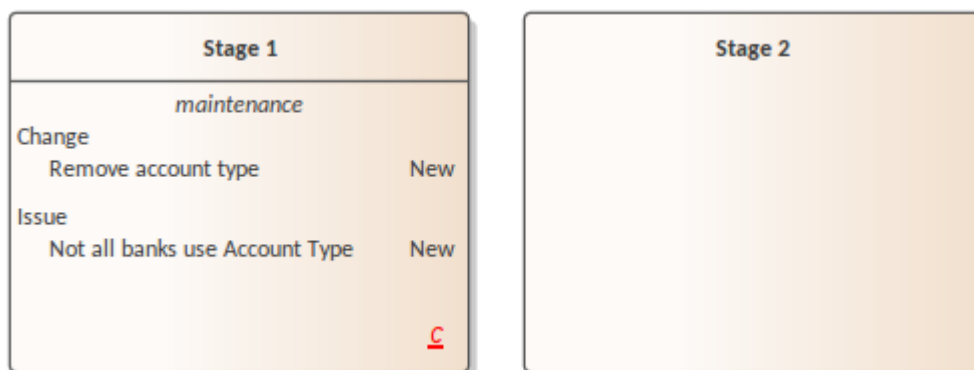 Stage 1
maintenance
Change
Remove account type New
Issue
Not all banks use Account Type New
C
Stage 2